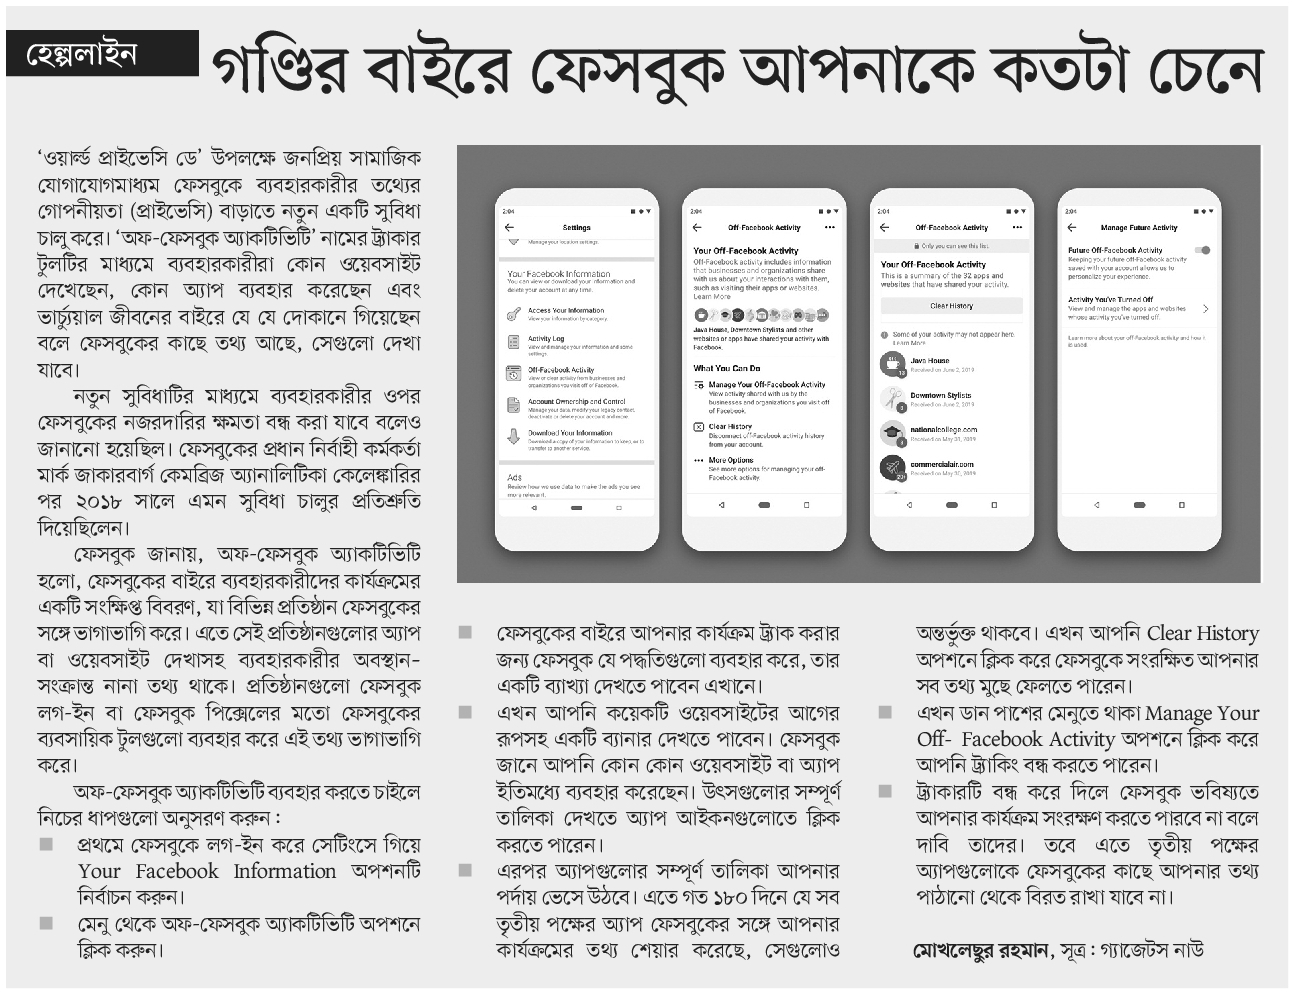 হেল্পলাইন
গণ্ডির বাইরে ফেসবুক আপনাকে কতটা চেনে
‘ওয়ার্ল্ড প্রাইভেসি ডে’ উপলক্ষে জনপ্রিয় সামাজিক
যোগাযোগমাধ্যম ফেসবুকে ব্যবহারকারীর তথ্যের
গোপনীয়তা (প্রাইভেসি) বাড়াতে নতুন একটি সুবিধা
চালু করে। ‘অফ-ফেসবুক অ্যাকটিভিটি’ নামের ট্র্যাকার
টুলটির মাধ্যমে ব্যবহারকারীরা কোন ওয়েবসাইট
দেখেছেন, কোন অ্যাপ ব্যবহার করেছেন এবং
ভার্চ্যুয়াল জীবনের বাইরে যে যে দোকানে গিয়েছেন
বলে ফেসবুকের কাছে তথ্য আছে, সেগুলো দেখা
যাবে।
নতুন সুবিধাটির মাধ্যমে ব্যবহারকারীর ওপর
ফেসবুকের নজরদারির ক্ষমতা বন্ধ করা যাবে বলেও
জানানো হয়েছিল। ফেসবুকের প্রধান নির্বাহী কর্মকর্তা
মার্ক জাকারবার্গ কেমব্রিজ অ্যানালিটিকা কেলেঙ্কারির
পর ২০১৮ সালে এমন সুবিধা চালুর প্রতিশ্রুতি
দিয়েছিলেন।
ফেসবুক জানায়, অফ-ফেসবুক অ্যাকটিভিটি
হলো, ফেসবুকের বাইরে ব্যবহারকারীদের কার্যক্রমের
একটি সংক্ষিপ্ত বিবরণ, যা বিভিন্ন প্রতিষ্ঠান ফেসবুকের
সঙ্গে ভাগাভাগি করে। এতে সেই প্রতিষ্ঠানগুলোর অ্যাপ
বা ওয়েবসাইট দেখাসহ ব্যবহারকারীর অবস্থান-
সংক্রান্ত নানা তথ্য থাকে। প্রতিষ্ঠানগুলো ফেসবুক
লগ-ইন বা ফেসবুক পিক্সেলের মতো ফেসবুকের
ব্যবসায়িক টুলগুলো ব্যবহার করে এই তথ্য ভাগাভাগি
করে।
অফ-ফেসবুক অ্যাকটিভিটি ব্যবহার করতে চাইলে
নিচের ধাপগুলো অনুসরণ করুন :
প্রথমে ফেসবুকে লগ-ইন করে সেটিংসে গিয়ে
Your Facebook Information অপশনটি
নির্বাচন করুন।
মেনু থেকে অফ-ফেসবুক অ্যাকটিভিটি অপশনে
ক্লিক করুন।
2:04
Settings
Manage your location settings
Your Facebook Information
You can view or download your information and
delete your account at any time.
Access Your Information
View your information by category.
Activity Log
View and manage your information and some
settings.
Off-Facebook Activity
View or clear activity from businesses and
organizations you visit off of Facebook.
Account Ownership and Control
Manage your data, modify your legacy contact,
deactivate or delete your account and more.
Download Your Information
Download a copy of your information to keep, or to
transfer to another service.
Ads
Review how we use data to make the ads you see
more relevant.
2:04
Off-Facebook Activity
Your Off-Facebook Activity
Off-Facebook activity includes information
that businesses and organizations share
with us about your interactions with them,
such as visiting their apps or websites.
Learn More
Java House, Downtown Stylists and other
websites or apps have shared your activity with
Facebook.
What You Can Do
Manage Your Off-Facebook Activity
View activity shared with us by the
businesses and organizations you visit off
of Facebook.
Clear History
Disconnect off-Facebook activity history
from your account.
More Options
See more options for managing your off-
Facebook activity.
2:04
Off-Facebook Activity
Only you can see this list.
Your Off-Facebook Activity
This is a summary of the 32 apps and
websites that have shared your activity.
Clear History
Some of your activity may not appear here.
Learn More
Java House
Received on June 2, 2019
Downtown Stylists
Received on June 2, 2019
nationalcollege.com
Received on May 31, 2019
commercialair.com
Received on May 30, 2019
2:04
Manage Future Activity
Future Off-Facebook Activity
Keeping your future off-Facebook activity
saved with your account allows us to
personalize your experience.
Activity You've Turned Off
View and manage the apps and websites
whose activity you've turned off.
Learn more about your off-Facebook activity and how it
is used.
ফেসবুকের বাইরে আপনার কার্যক্রম ট্র্যাক করার
জন্য ফেসবুক যে পদ্ধতিগুলো ব্যবহার করে, তার
একটি ব্যাখ্যা দেখতে পাবেন এখানে।
এখন আপনি কয়েকটি ওয়েবসাইটের আগের
রূপসহ একটি ব্যানার দেখতে পাবেন। ফেসবুক
জানে আপনি কোন কোন ওয়েবসাইট বা অ্যাপ
ইতিমধ্যে ব্যবহার করেছেন। উৎসগুলোর সম্পূর্ণ
তালিকা দেখতে অ্যাপ আইকনগুলোতে ক্লিক
করতে পারেন।
এরপর অ্যাপগুলোর সম্পূর্ণ তালিকা আপনার
পর্দায় ভেসে উঠবে। এতে গত ১৮০ দিনে যে সব
তৃতীয় পক্ষের অ্যাপ ফেসবুকের সঙ্গে আপনার
কার্যক্রমের তথ্য শেয়ার করেছে, সেগুলোও
অন্তর্ভুক্ত থাকবে। এখন আপনি Clear History
অপশনে ক্লিক করে ফেসবুকে সংরক্ষিত আপনার
সব তথ্য মুছে ফেলতে পারেন।
এখন ডান পাশের মেনুতে থাকা Manage Your
Off- Facebook Activity অপশনে ক্লিক করে
আপনি ট্র্যাকিং বন্ধ করতে পারেন।
ট্র্যাকারটি বন্ধ করে দিলে ফেসবুক ভবিষ্যতে
আপনার কার্যক্রম সংরক্ষণ করতে পারবে না বলে
দাবি তাদের। তবে এতে তৃতীয় পক্ষের
অ্যাপগুলোকে ফেসবুকের কাছে আপনার তথ্য
পাঠানো থেকে বিরত রাখা যাবে না।
মোখলেছুর রহমান, সূত্র : গ্যাজেটস নাউ